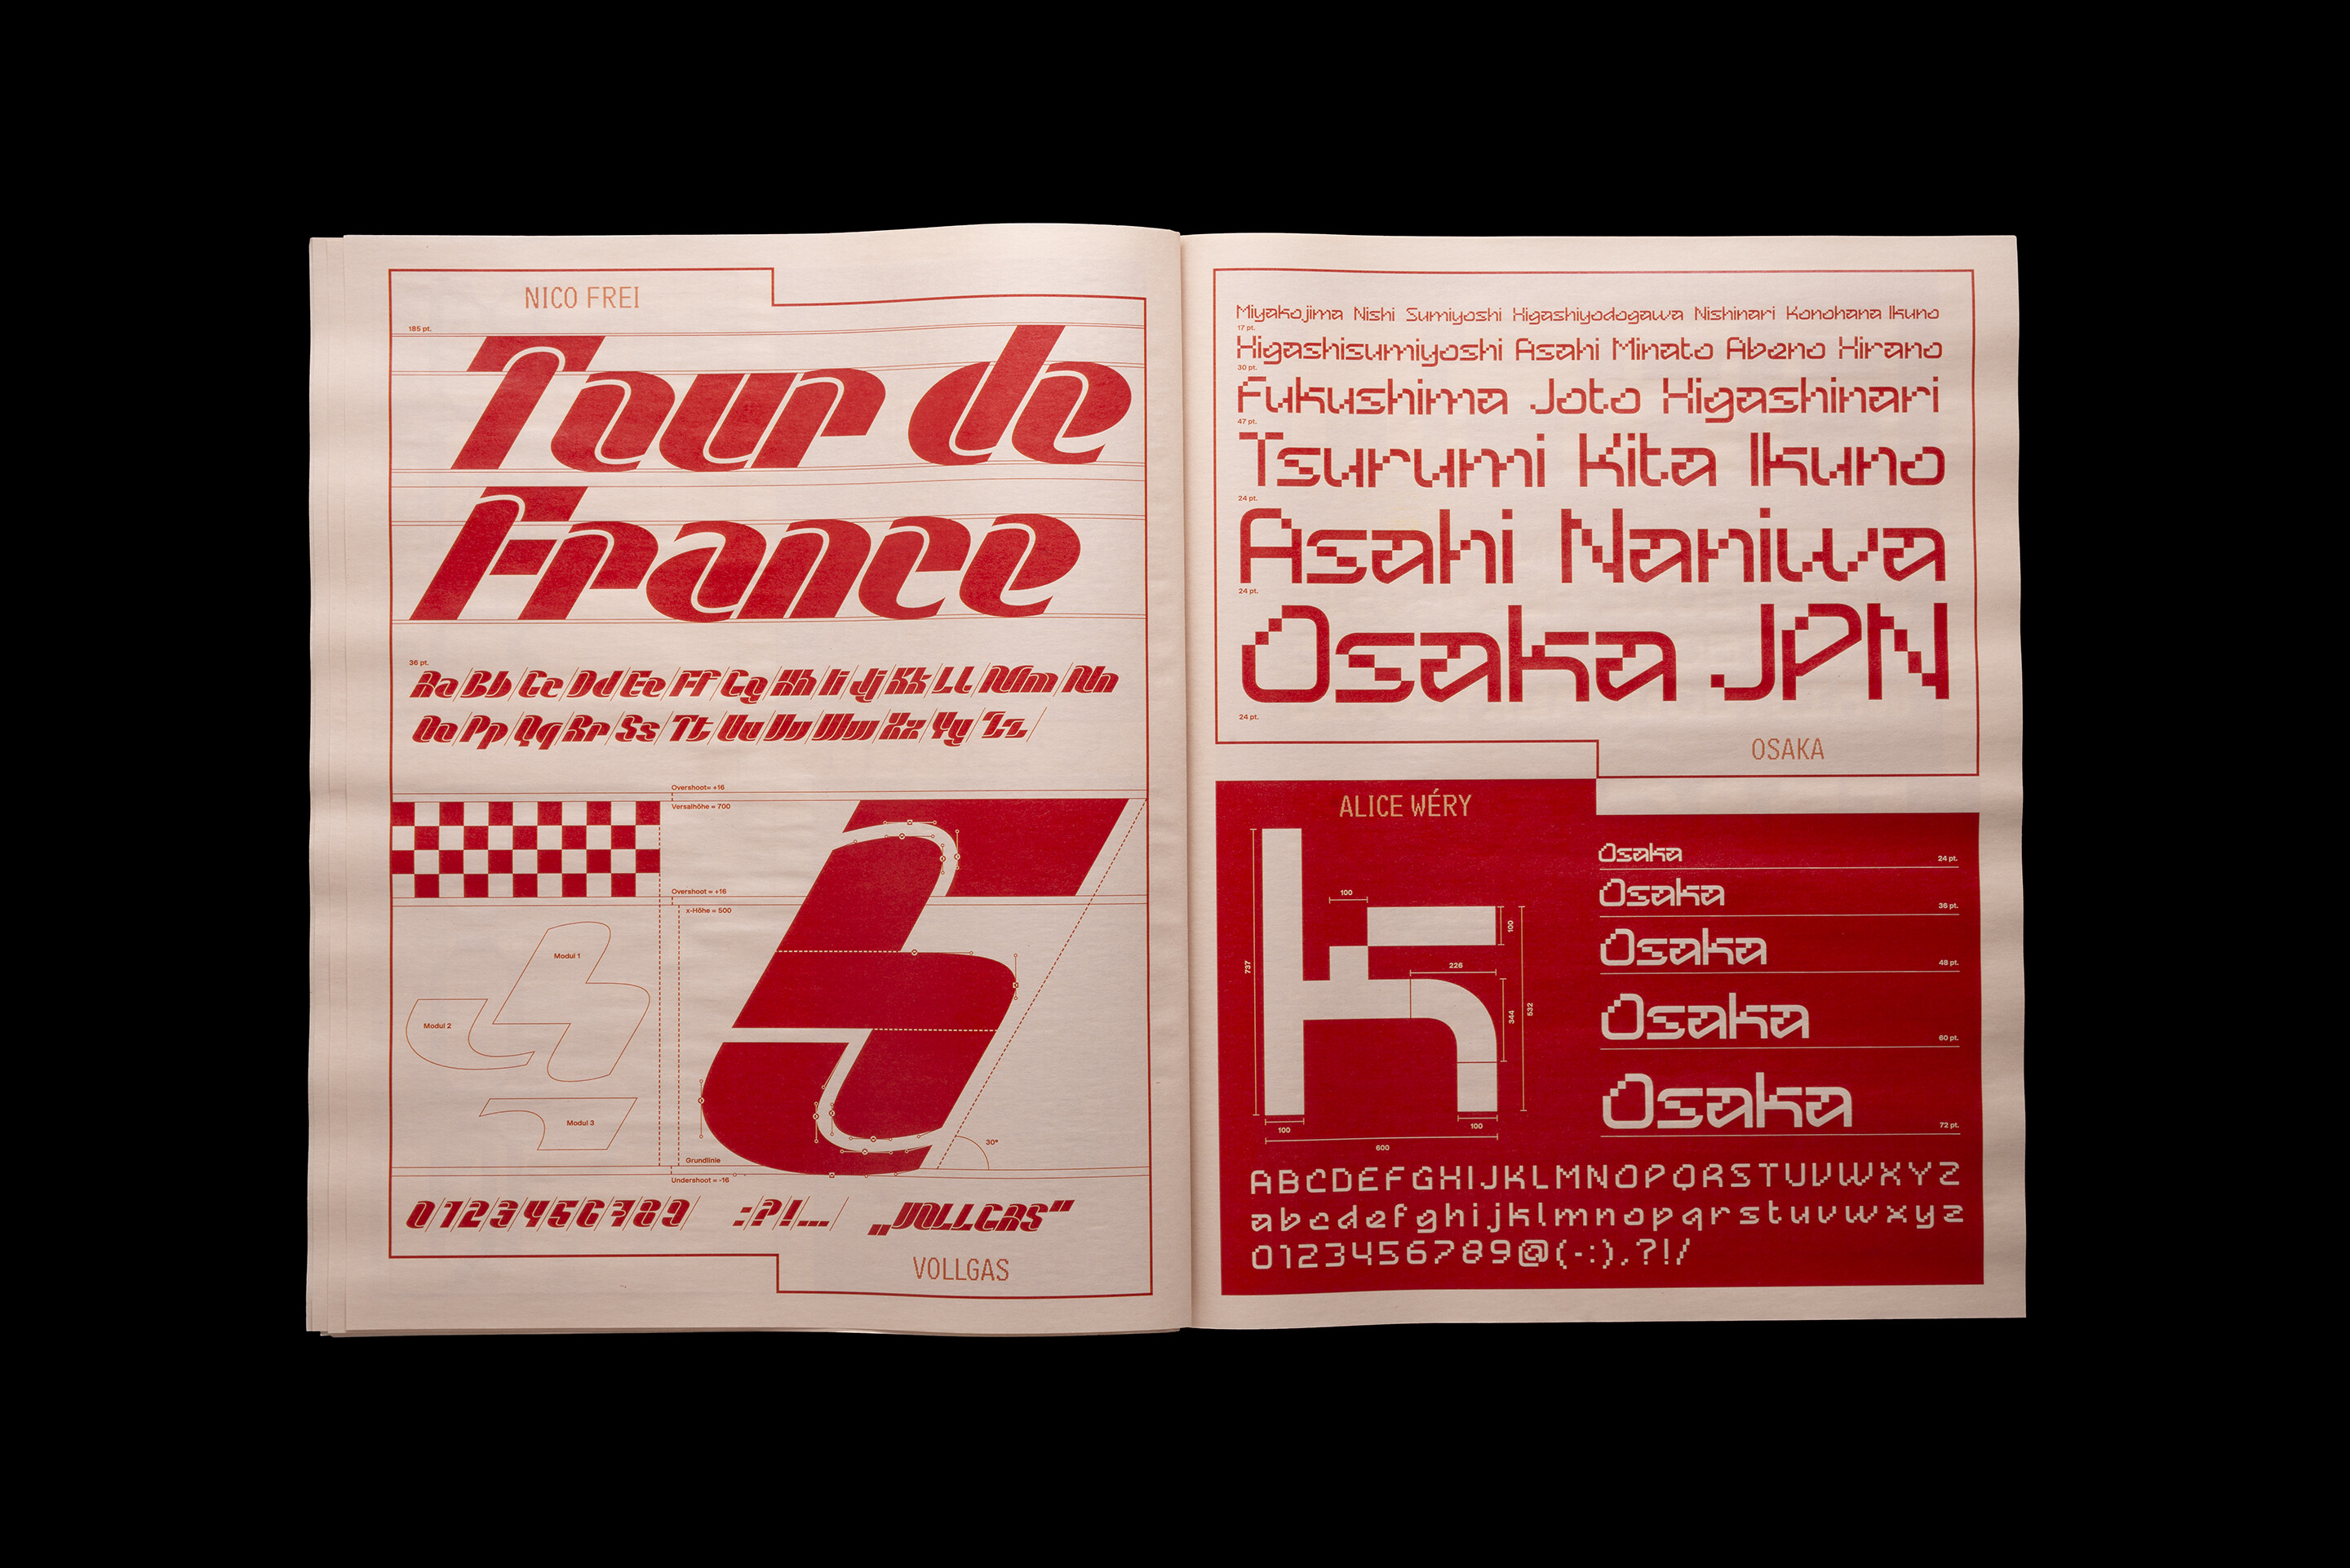 NICO FREI
185 pt.
Tour de
France
36 pt.
Aa Bb Cc Dd Ee Ff Gg Hh Ii Jj Kk Ll Mm Nn
Oo Pp Qq Rr Ss Tt Uu Vv Ww Xx Yy Zz
Overshoot= +16
Versalhöhe = 700
Overshoot = +16
x-Höhe = 500
Modul 1
Modul 2
Modul 3
30°
Grundlinie
Undershoot = -16
0123456789 :?!... „VOLLGAS“
VOLLGAS
Miyakojima Nishi Sumiyoshi Higashiyodogawa Nishinari Konohana Ikuno
17 pt.
Higashisumiyoshi Asahi Minato Abeno Hirano
30 pt.
Fukushima Joto Higashinari
47 pt.
Tsurumi Kita Ikuno
24 pt.
Asahi Naniwa
24 pt.
Osaka JPN
24 pt.
OSAKA
ALICE WÉRY
737
100
100
226
344
532
100
100
600
Osaka 24 pt.
Osaka 36 pt.
Osaka 48 pt.
Osaka 60 pt.
Osaka 72 pt.
ABCDEFGHIJKLMNOPQRSTUVWXYZ
abcdefghijklmnopqrstuvwxyz
0123456789@(-:),.?!/